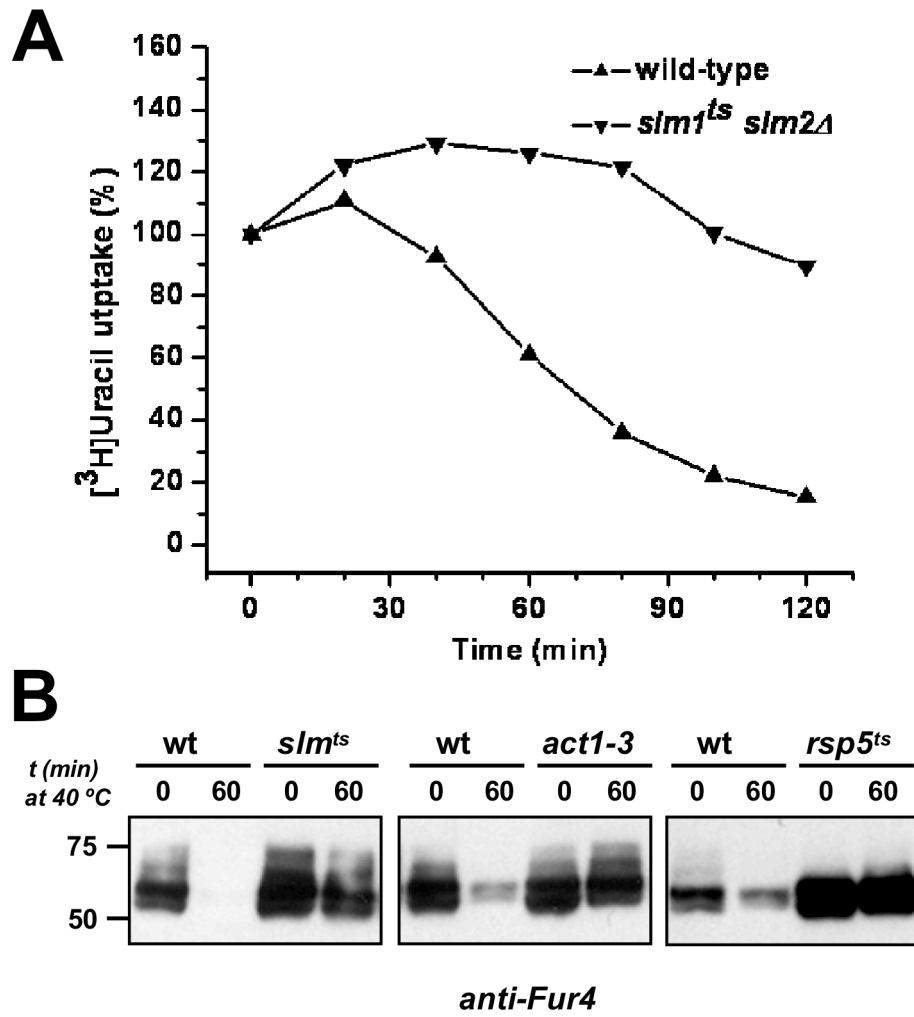 A
160
140
120
100
80
60
40
20
0
[³H]Uracil utptake (%)
wild-type
slm1ᵗˢ slm2Δ
0 30 60 90 120
Time (min)
B
wt slmᵗˢ wt act1-3 wt rsp5ᵗˢ
t (min)
at 40 ºC
0 60 0 60 0 60 0 60 0 60 0 60
75
50
anti-Fur4